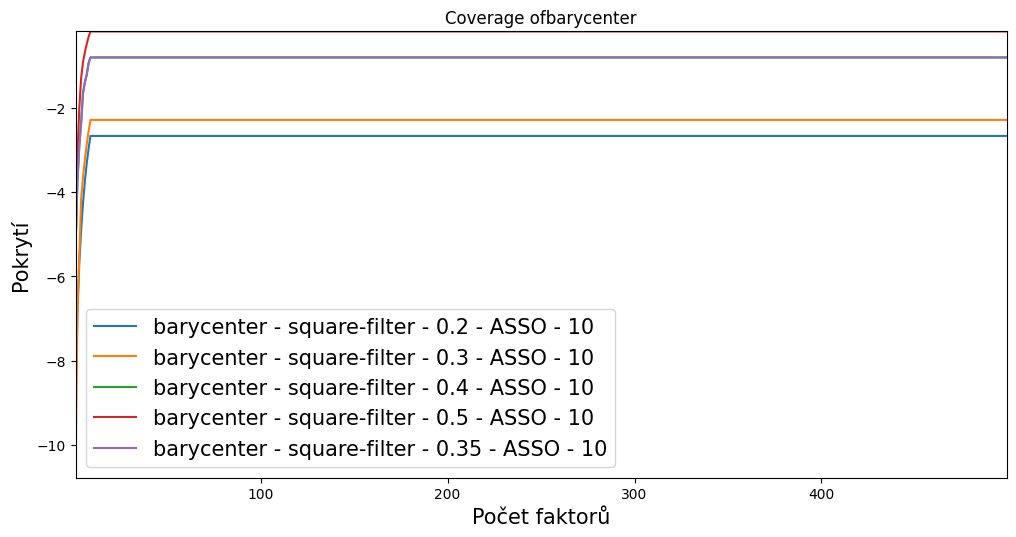 Coverage ofbarycenter
Pokrytí
−2
−4
−6
−8
−10
barycenter - square-filter - 0.2 - ASSO - 10
barycenter - square-filter - 0.3 - ASSO - 10
barycenter - square-filter - 0.4 - ASSO - 10
barycenter - square-filter - 0.5 - ASSO - 10
barycenter - square-filter - 0.35 - ASSO - 10
100 200 300 400
Počet faktorů